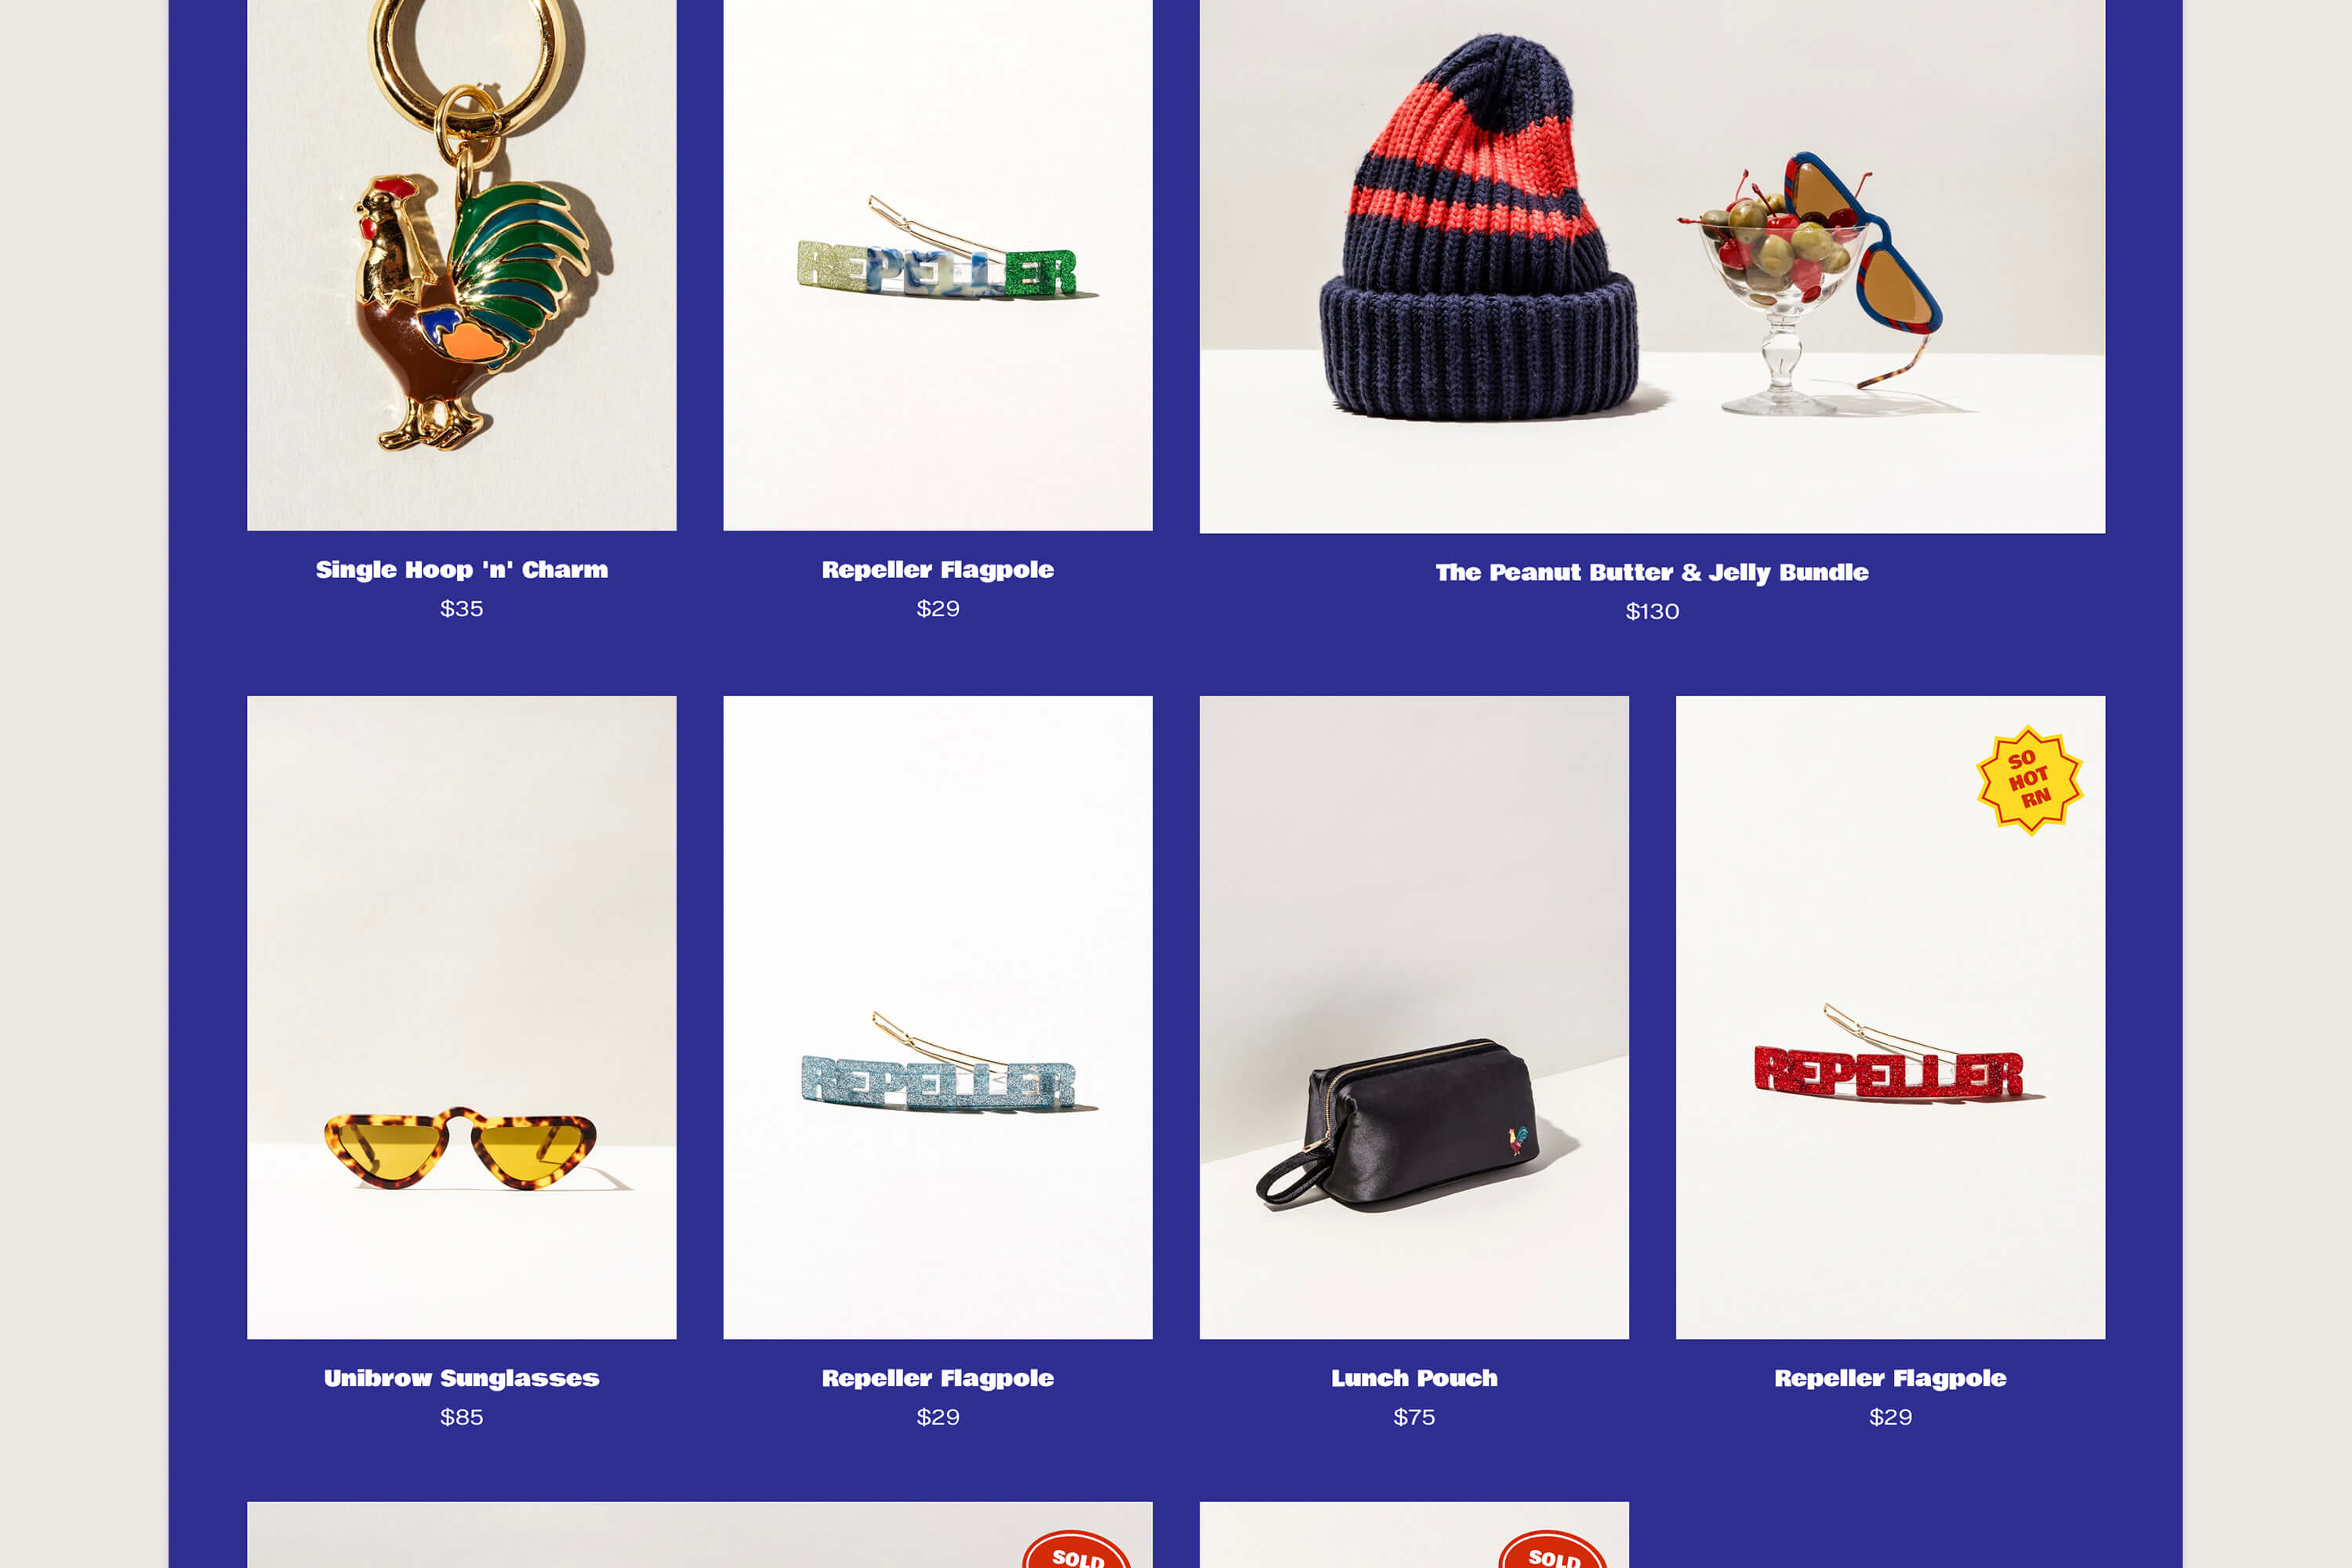 REPELLER
Single Hoop 'n' Charm
$35
Repeller Flagpole
$29
The Peanut Butter & Jelly Bundle
$130
SO
HOT
RN
REPELLER
REPELLER
Unibrow Sunglasses
$85
Repeller Flagpole
$29
Lunch Pouch
$75
Repeller Flagpole
$29
SOLD
SOLD